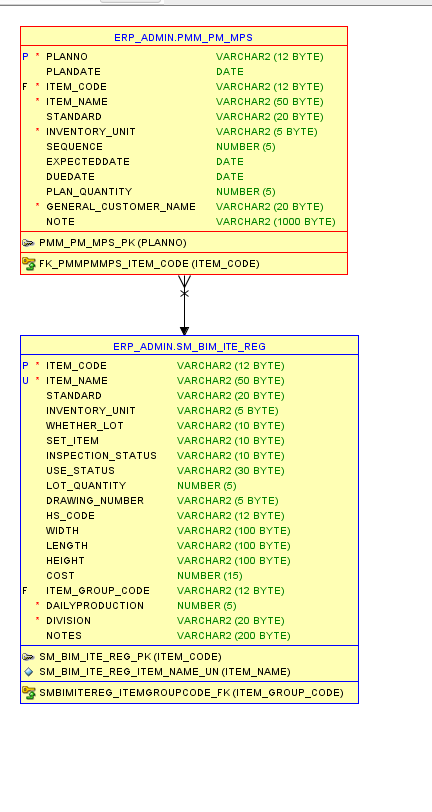 ERP_ADMIN.PMM_PM_MPS
P * PLANNO VARCHAR2 (12 BYTE)
PLANDATE DATE
F * ITEM_CODE VARCHAR2 (12 BYTE)
* ITEM_NAME VARCHAR2 (50 BYTE)
STANDARD VARCHAR2 (20 BYTE)
* INVENTORY_UNIT VARCHAR2 (5 BYTE)
SEQUENCE NUMBER (5)
EXPECTEDDATE DATE
DUEDATE DATE
PLAN_QUANTITY NUMBER (5)
* GENERAL_CUSTOMER_NAME VARCHAR2 (20 BYTE)
NOTE VARCHAR2 (1000 BYTE)
PMM_PM_MPS_PK (PLANNO)
FK_PMMPMMPS_ITEM_CODE (ITEM_CODE)
ERP_ADMIN.SM_BIM_ITE_REG
P * ITEM_CODE VARCHAR2 (12 BYTE)
U * ITEM_NAME VARCHAR2 (50 BYTE)
STANDARD VARCHAR2 (20 BYTE)
INVENTORY_UNIT VARCHAR2 (5 BYTE)
WHETHER_LOT VARCHAR2 (10 BYTE)
SET_ITEM VARCHAR2 (10 BYTE)
INSPECTION_STATUS VARCHAR2 (10 BYTE)
USE_STATUS VARCHAR2 (30 BYTE)
LOT_QUANTITY NUMBER (5)
DRAWING_NUMBER VARCHAR2 (5 BYTE)
HS_CODE VARCHAR2 (12 BYTE)
WIDTH VARCHAR2 (100 BYTE)
LENGTH VARCHAR2 (100 BYTE)
HEIGHT VARCHAR2 (100 BYTE)
COST NUMBER (15)
F ITEM_GROUP_CODE VARCHAR2 (12 BYTE)
* DAILYPRODUCTION NUMBER (5)
* DIVISION VARCHAR2 (20 BYTE)
NOTES VARCHAR2 (200 BYTE)
SM_BIM_ITE_REG_PK (ITEM_CODE)
SM_BIM_ITE_REG_ITEM_NAME_UN (ITEM_NAME)
SMBIMITEREG_ITEMGROUPCODE_FK (ITEM_GROUP_CODE)